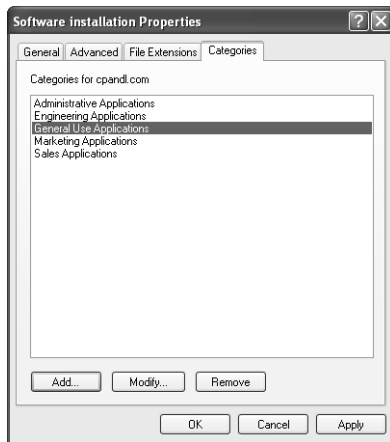 Software installation Properties
General Advanced File Extensions Categories
Categories for cpandl.com
Administrative Applications
Engineering Applications
General Use Applications
Marketing Applications
Sales Applications
Add... Modify... Remove
OK Cancel Apply